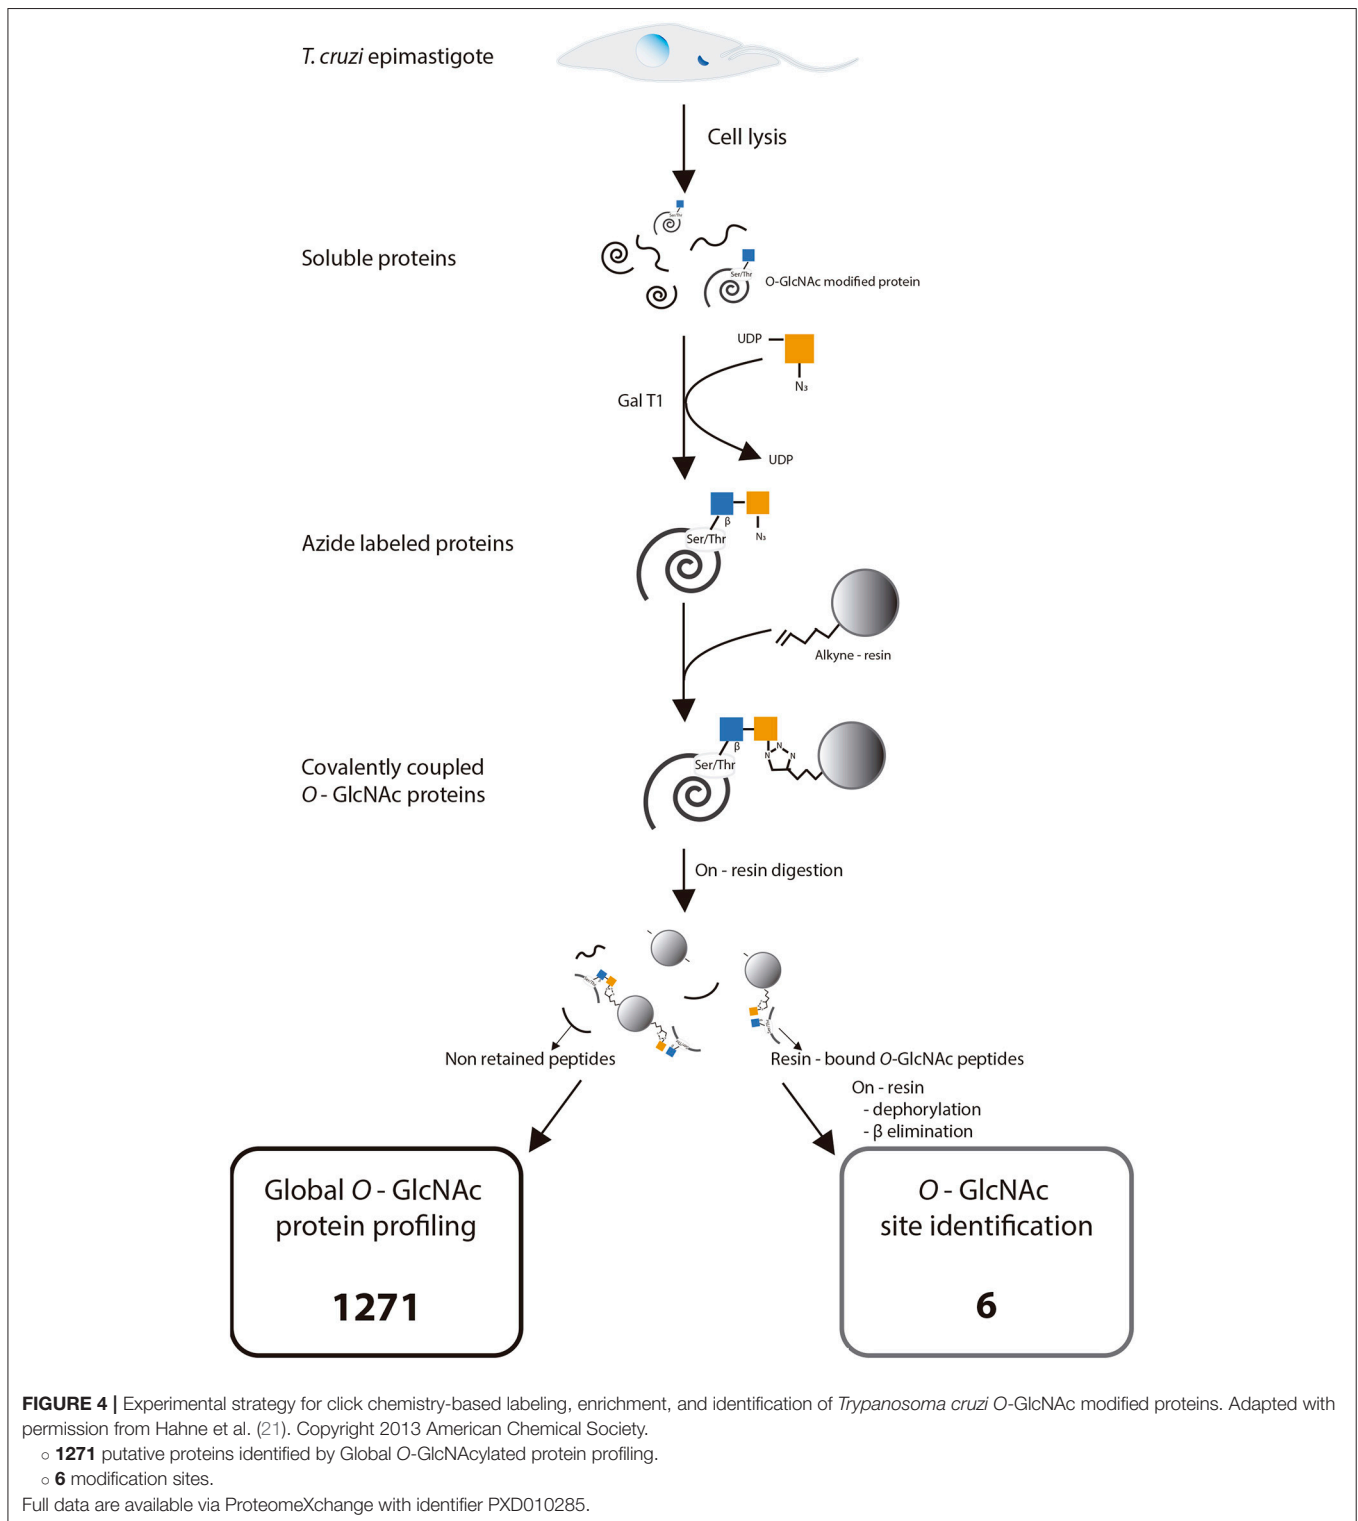 T. cruzi epimastigote
Cell lysis
Ser/Thr
Soluble proteins
Ser/Thr
O-GlcNAc modified protein
UDP
N₃
Gal T1
UDP
β
Azide labeled proteins
Ser/Thr
N₃
Alkyne - resin
β
N
N
N
Ser/Thr
Covalently coupled
O - GlcNAc proteins
On - resin digestion
Non retained peptides
Resin - bound O-GlcNAc peptides
On - resin
- dephorylation
- β elimination
Global O - GlcNAc
protein profiling
1271
O - GlcNAc
site identification
6
FIGURE 4 | Experimental strategy for click chemistry-based labeling, enrichment, and identification of Trypanosoma cruzi O-GlcNAc modified proteins. Adapted with
permission from Hahne et al. (21). Copyright 2013 American Chemical Society.
○ 1271 putative proteins identified by Global O-GlcNAcylated protein profiling.
○ 6 modification sites.
Full data are available via ProteomeXchange with identifier PXD010285.